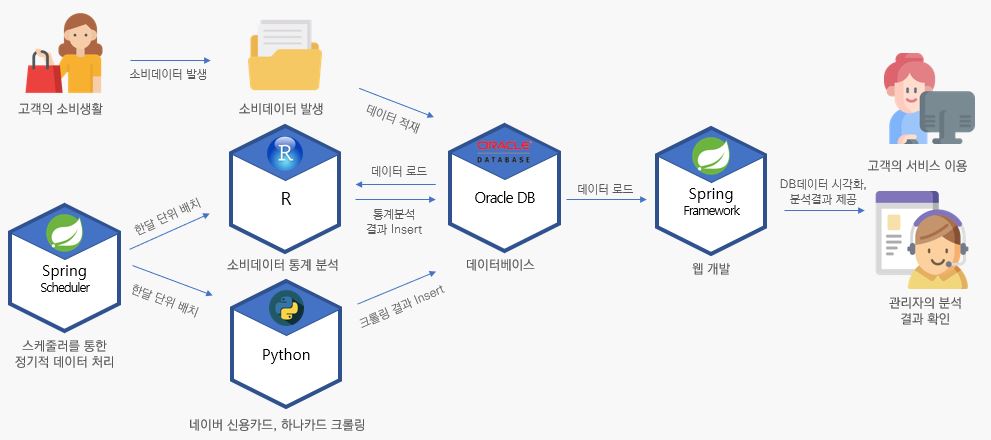 소비데이터 발생
고객의 소비생활
소비데이터 발생
데이터 적재
고객의 서비스 이용
R
R
소비데이터 통계 분석
데이터 로드
통계분석
결과 Insert
ORACLE
DATABASE
Oracle DB
데이터베이스
데이터 로드
Spring
Framework
웹 개발
DB데이터 시각화,
분석결과 제공
관리자의 분석
결과 확인
Spring
Scheduler
스케줄러를 통한
정기적 데이터 처리
한달 단위 배치
한달 단위 배치
Python
네이버 신용카드, 하나카드 크롤링
크롤링 결과 Insert